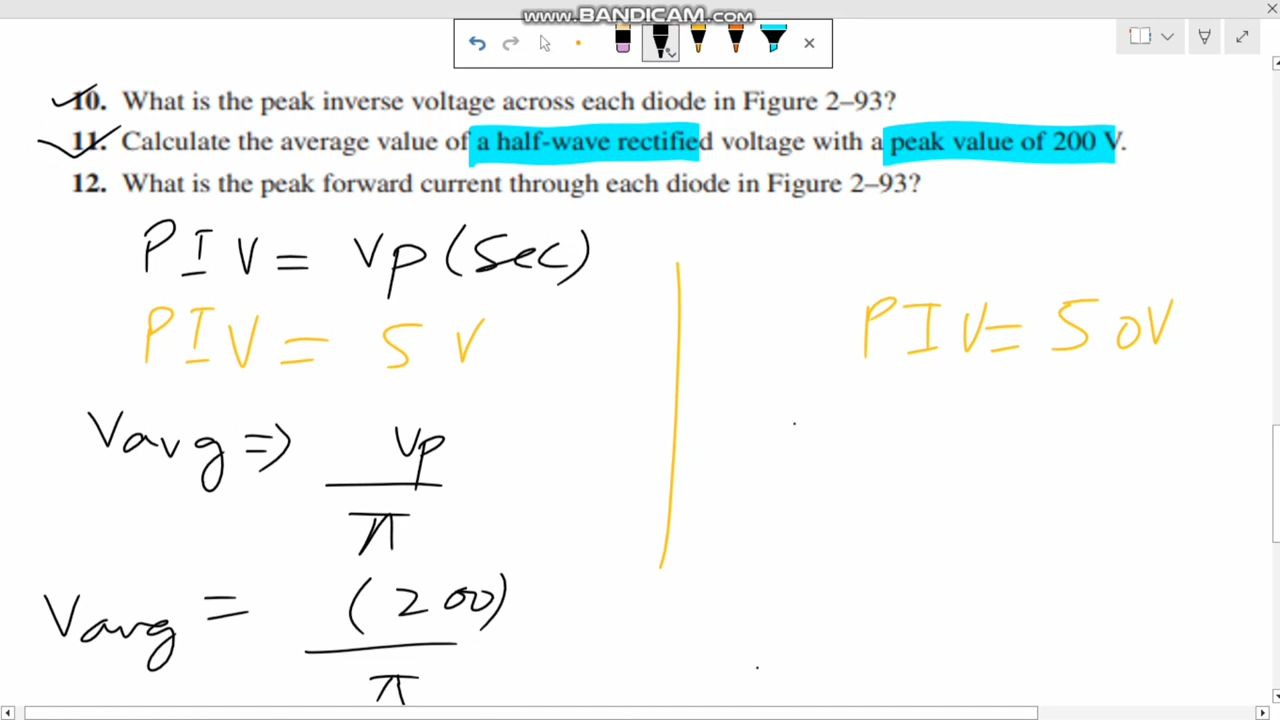 www.BANDICAM.com
10. What is the peak inverse voltage across each diode in Figure 2–93?
11. Calculate the average value of a half-wave rectified voltage with a peak value of 200 V.
12. What is the peak forward current through each diode in Figure 2–93?
PIV = Vp (Sec)
PIV = 5 V
PIV = 50V
Vavg ⇒ Vp
π
Vavg = (200)
π